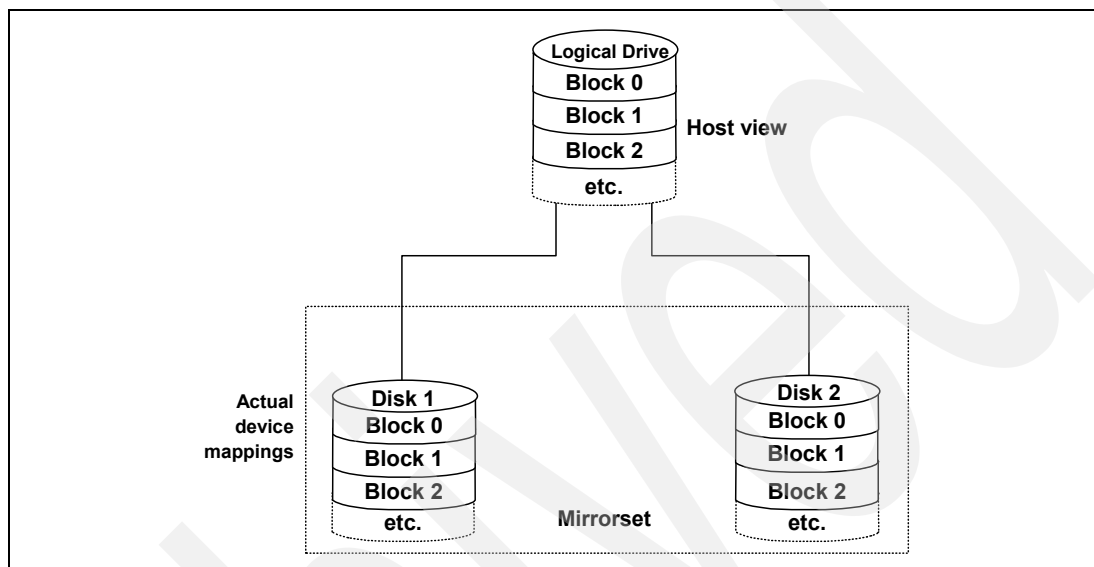 Logical Drive
Block 0
Block 1
Block 2
etc.
Host view
Actual
device
mappings
Disk 1
Block 0
Block 1
Block 2
etc.
Mirrorset
Disk 2
Block 0
Block 1
Block 2
etc.